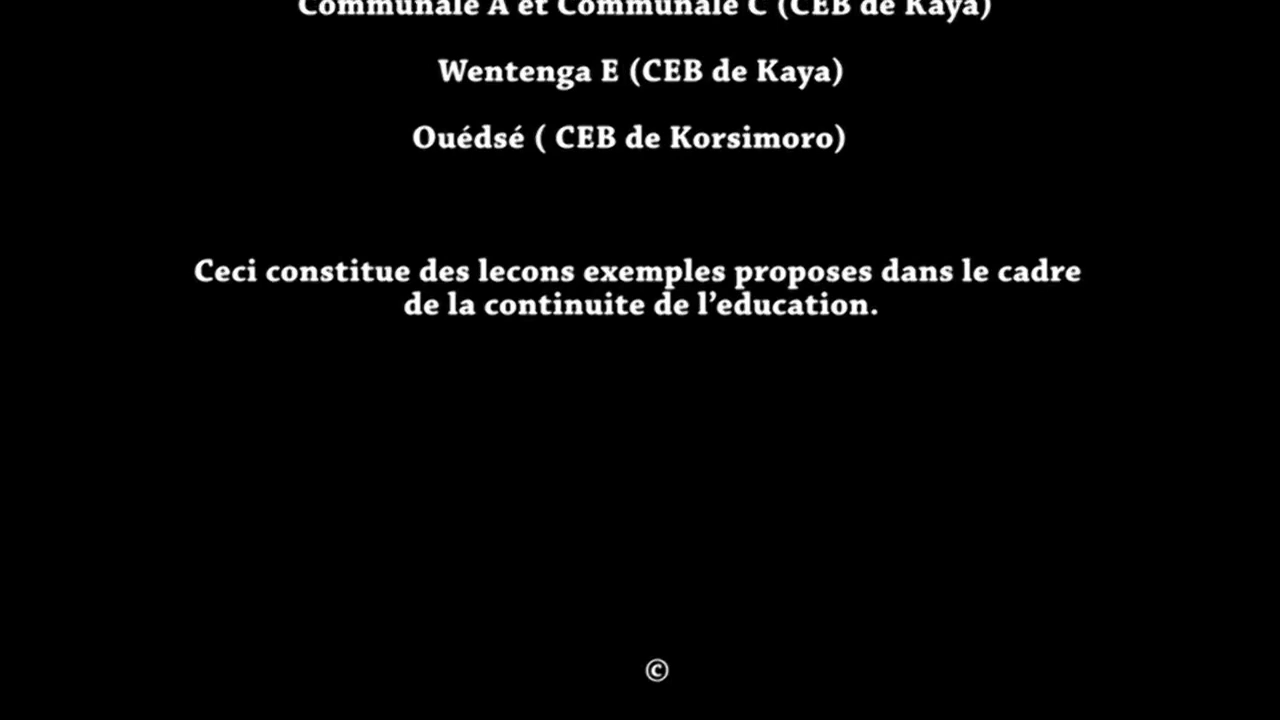 Communale A et Communale C (CEB de Kaya)
Wentenga E (CEB de Kaya)
Ouédsé ( CEB de Korsimoro)
Ceci constitue des lecons exemples proposes dans le cadre
de la continuite de l’education.
©